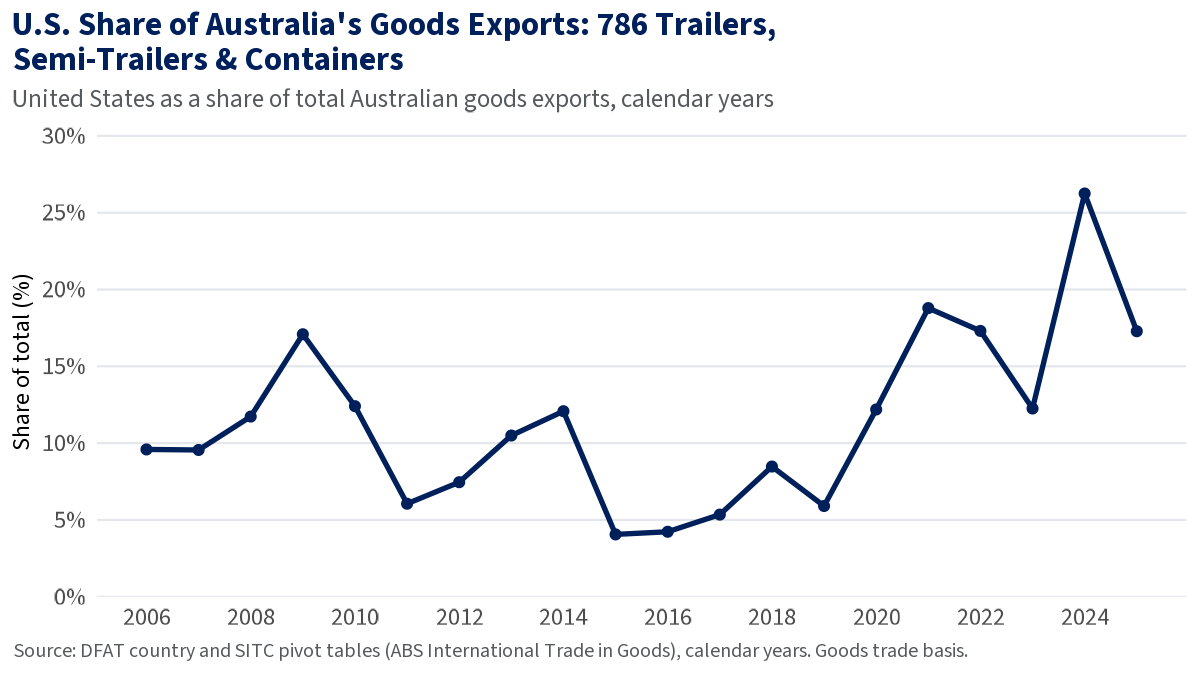 U.S. Share of Australia's Goods Exports: 786 Trailers,
Semi-Trailers & Containers
United States as a share of total Australian goods exports, calendar years
Share of total (%)
30%
25%
20%
15%
10%
5%
0%
2006 2008 2010 2012 2014 2016 2018 2020 2022 2024
Source: DFAT country and SITC pivot tables (ABS International Trade in Goods), calendar years. Goods trade basis.